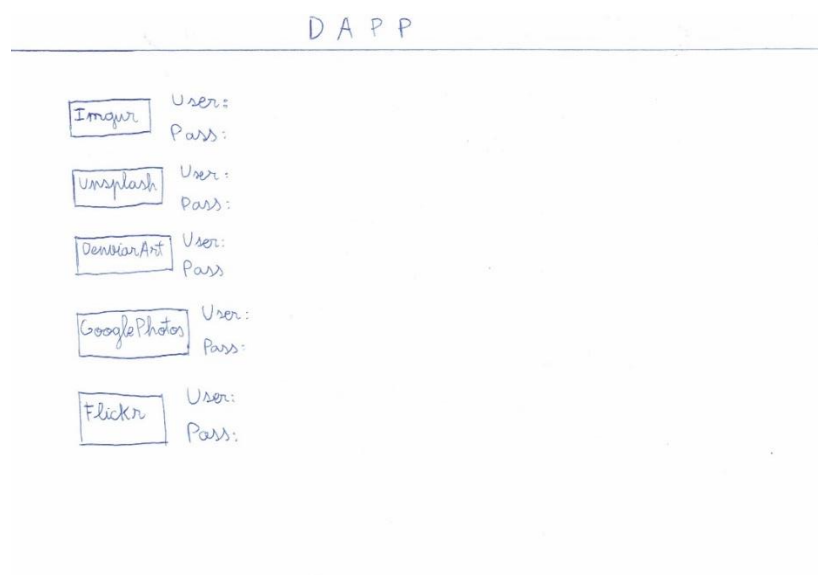 DAPP
User:
Imgur
Pass:
User:
Unsplash
Pass:
User:
DenviarArt
Pass
User:
GooglePhotos
Pass:
User:
Flickr
Pass: